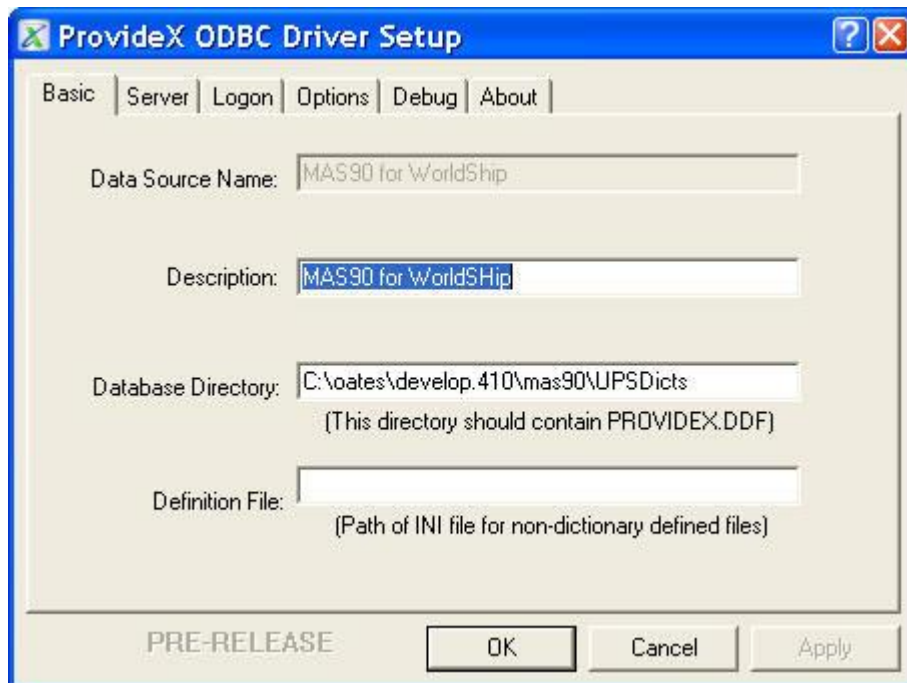 ProvideX ODBC Driver Setup
Basic Server Logon Options Debug About
Data Source Name: MAS90 for WorldShip
Description: MAS90 for WorldSHip
Database Directory: C:\oates\develop.410\mas90\UPSDicts
(This directory should contain PROVIDEX.DDF)
Definition File:
(Path of INI file for non-dictionary defined files)
PRE-RELEASE OK Cancel Apply